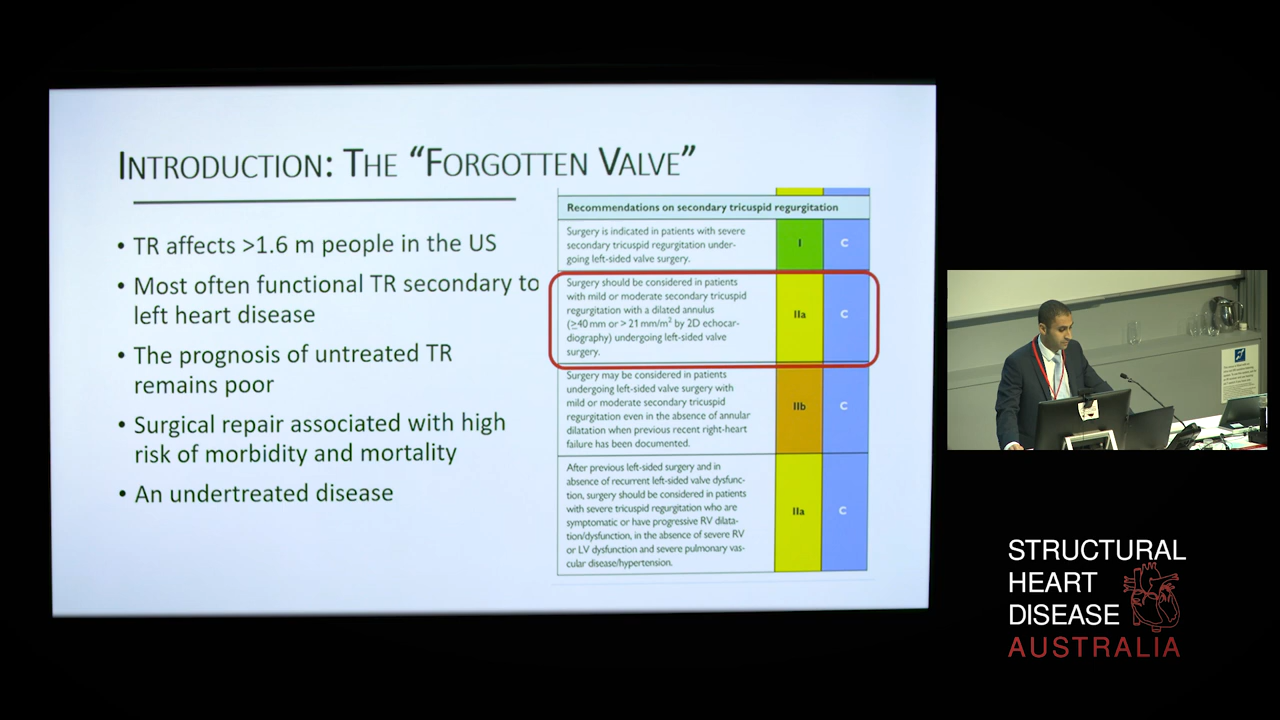 INTRODUCTION: THE “FORGOTTEN VALVE”
• TR affects >1.6 m people in the US
• Most often functional TR secondary to
left heart disease
• The prognosis of untreated TR
remains poor
• Surgical repair associated with high
risk of morbidity and mortality
• An undertreated disease
Recommendations on secondary tricuspid regurgitation
Surgery is indicated in patients with severe
secondary tricuspid regurgitation under-
going left-sided valve surgery.
I
C
Surgery should be considered in patients
with mild or moderate secondary tricuspid
regurgitation with a dilated annulus
(≥40 mm or > 21 mm/m² by 2D echocar-
diography) undergoing left-sided valve
surgery.
IIa
C
Surgery may be considered in patients
undergoing left-sided valve surgery with
mild or moderate secondary tricuspid
regurgitation even in the absence of annular
dilatation when previous recent right-heart
failure has been documented.
IIb
C
After previous left-sided surgery and in
absence of recurrent left-sided valve dysfunc-
tion, surgery should be considered in patients
with severe tricuspid regurgitation who are
symptomatic or have progressive RV dilata-
tion/dysfunction, in the absence of severe RV
or LV dysfunction and severe pulmonary vas-
cular disease/hypertension.
IIa
C
STRUCTURAL
HEART
DISEASE
AUSTRALIA